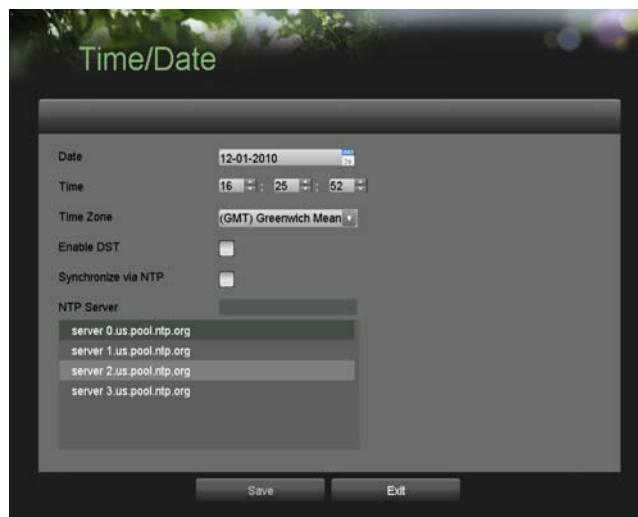 Time/Date
Date 12-01-2010
Time 16 : 25 : 52
Time Zone (GMT) Greenwich Mean
Enable DST
Synchronize via NTP
NTP Server
server 0.us.pool.ntp.org
server 1.us.pool.ntp.org
server 2.us.pool.ntp.org
server 3.us.pool.ntp.org
Save Exit